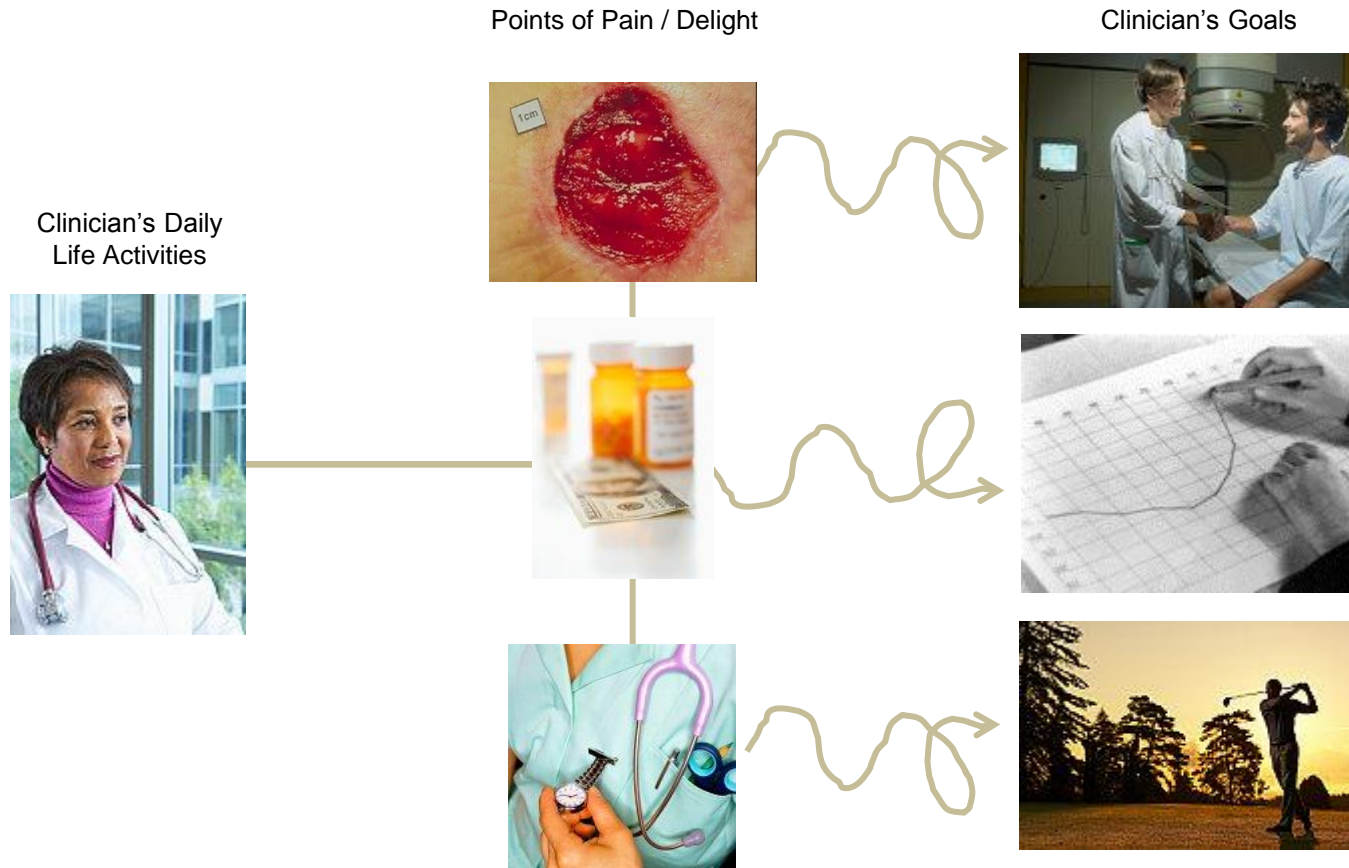 Points of Pain / Delight
Clinician's Goals
1cm
Clinician's Daily
Life Activities